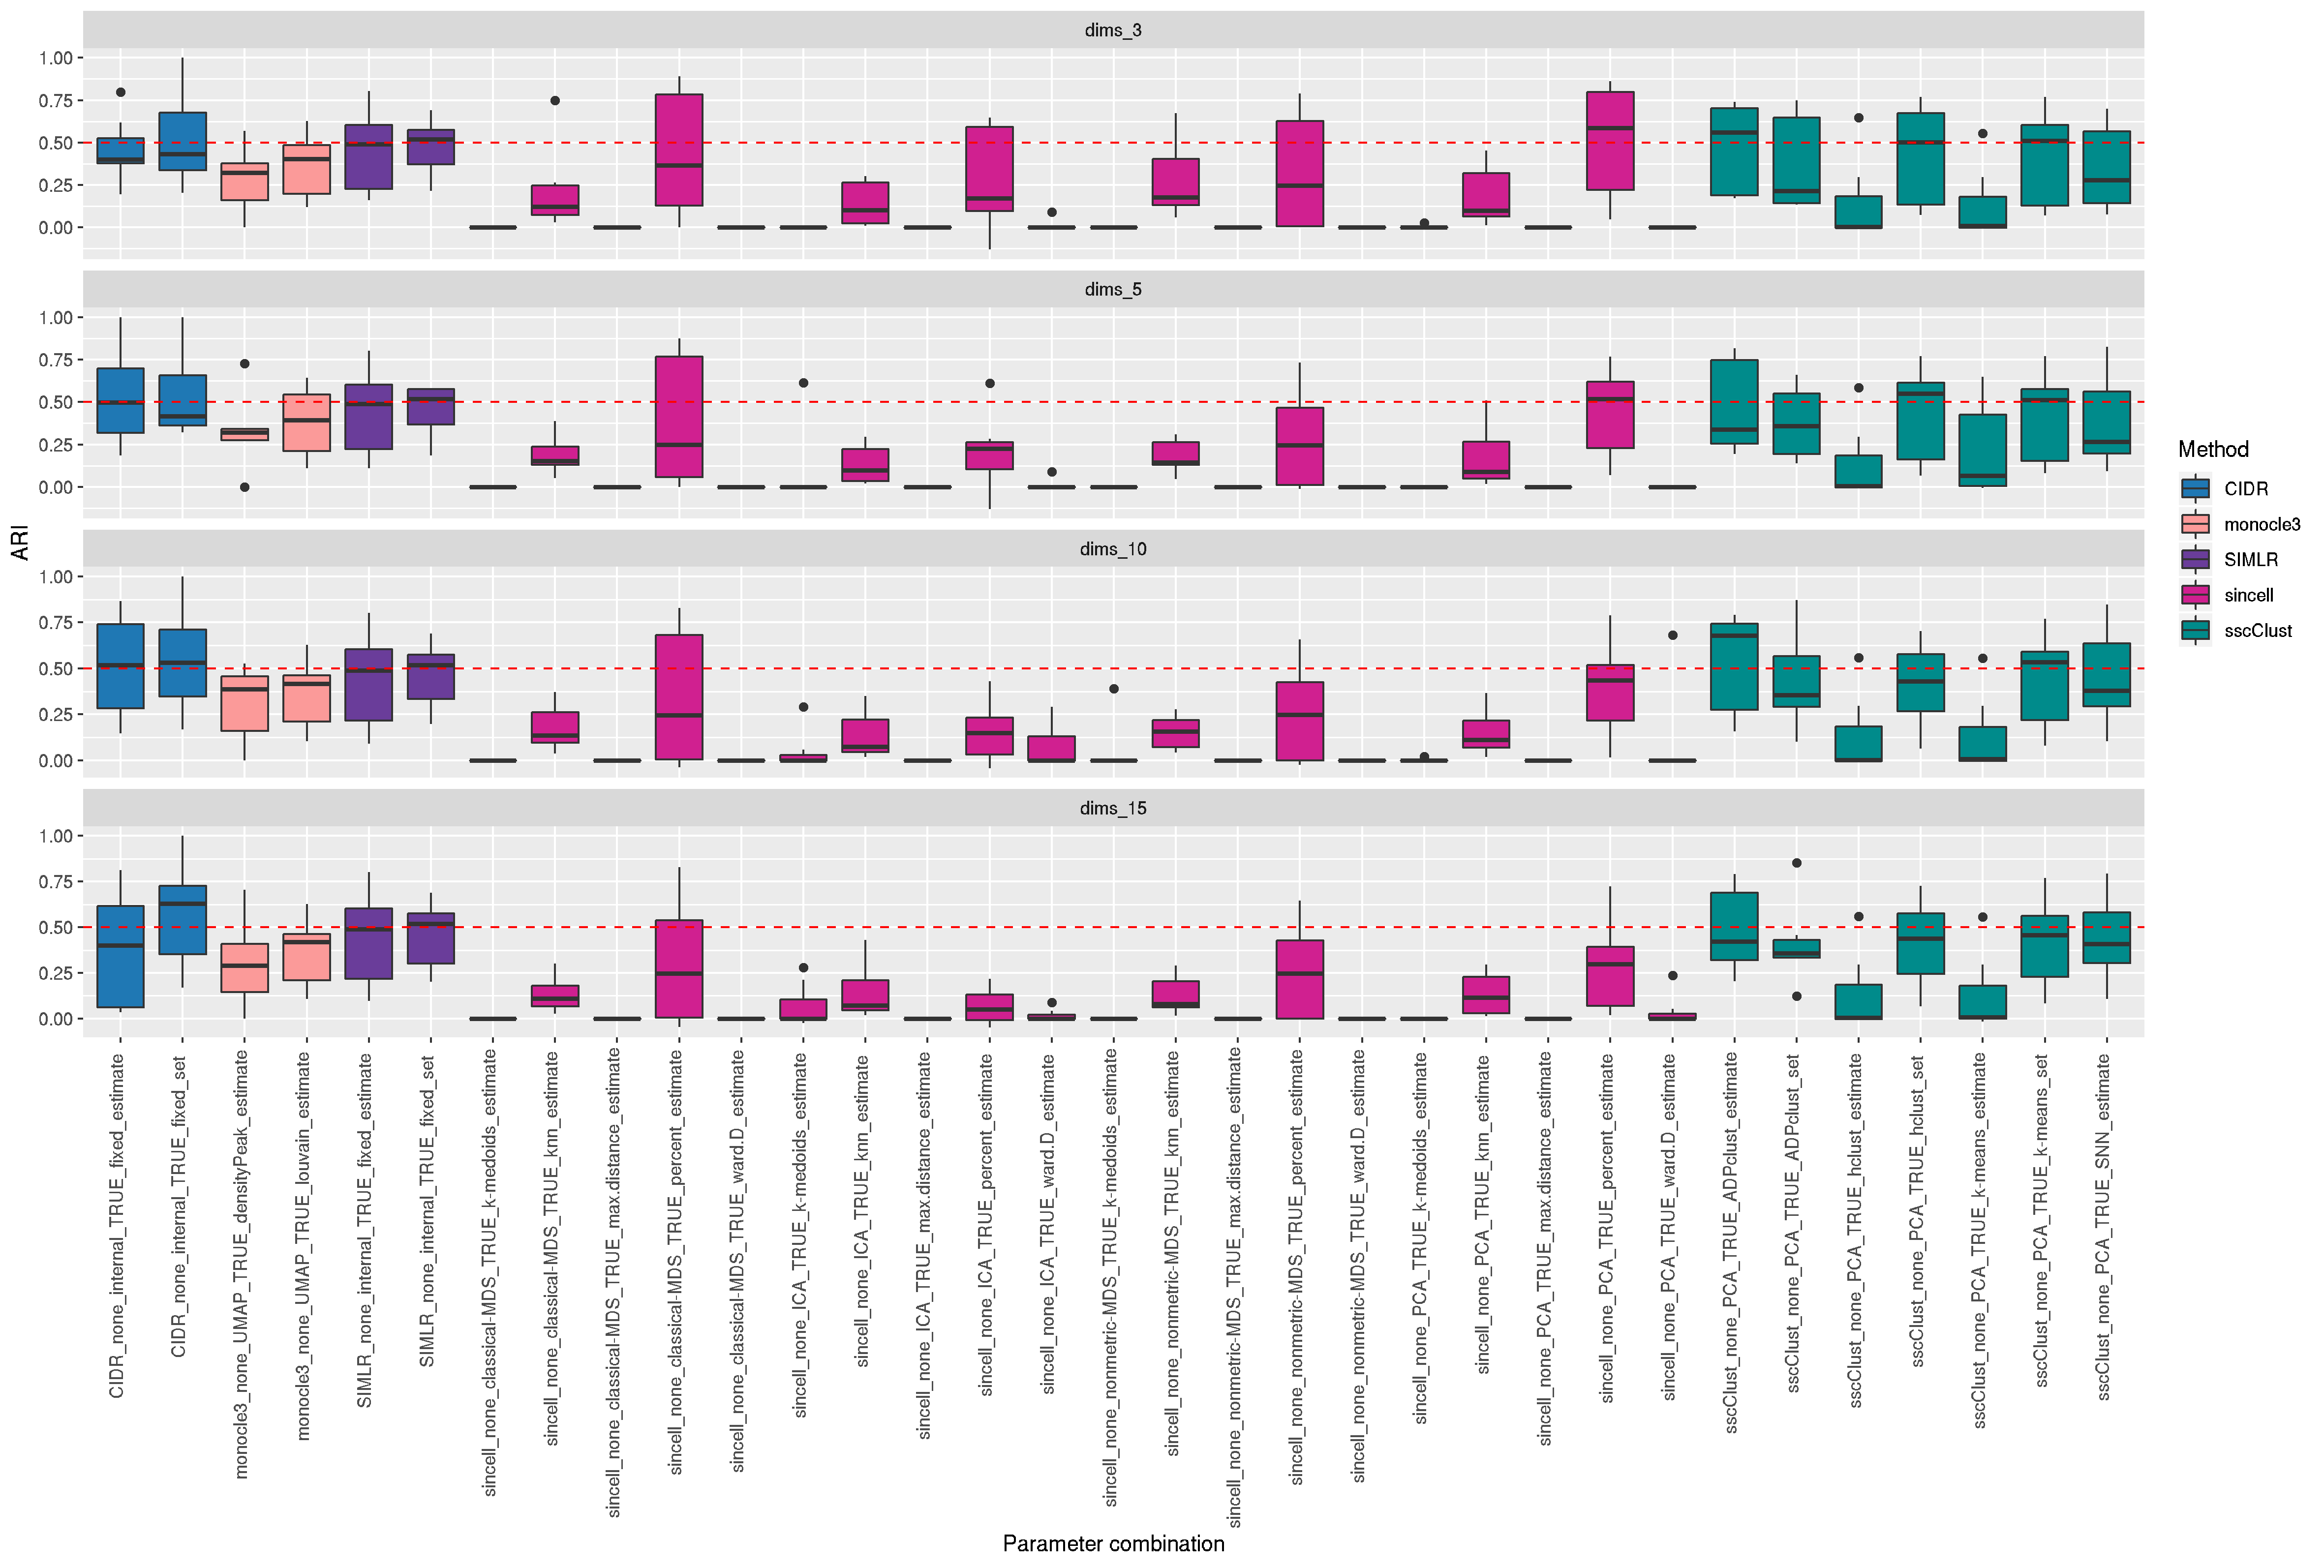 dims_3
1.00
0.75
0.50
0.25
0.00
dims_5
1.00
0.75
0.50
0.25
0.00
dims_10
1.00
0.75
0.50
0.25
0.00
dims_15
1.00
0.75
0.50
0.25
0.00
ARI
CIDR_none_internal_TRUE_fixed_estimate
CIDR_none_internal_TRUE_fixed_set
monocle3_none_UMAP_TRUE_densityPeak_estimate
monocle3_none_UMAP_TRUE_louvain_estimate
SIMLR_none_internal_TRUE_fixed_estimate
SIMLR_none_internal_TRUE_fixed_set
sincell_none_classical-MDS_TRUE_k-medoids_estimate
sincell_none_classical-MDS_TRUE_knn_estimate
sincell_none_classical-MDS_TRUE_max.distance_estimate
sincell_none_classical-MDS_TRUE_percent_estimate
sincell_none_classical-MDS_TRUE_ward.D_estimate
sincell_none_ICA_TRUE_k-medoids_estimate
sincell_none_ICA_TRUE_knn_estimate
sincell_none_ICA_TRUE_max.distance_estimate
sincell_none_ICA_TRUE_percent_estimate
sincell_none_ICA_TRUE_ward.D_estimate
sincell_none_nonmetric-MDS_TRUE_k-medoids_estimate
sincell_none_nonmetric-MDS_TRUE_knn_estimate
sincell_none_nonmetric-MDS_TRUE_max.distance_estimate
sincell_none_nonmetric-MDS_TRUE_percent_estimate
sincell_none_nonmetric-MDS_TRUE_ward.D_estimate
sincell_none_PCA_TRUE_k-medoids_estimate
sincell_none_PCA_TRUE_knn_estimate
sincell_none_PCA_TRUE_max.distance_estimate
sincell_none_PCA_TRUE_percent_estimate
sincell_none_PCA_TRUE_ward.D_estimate
sscClust_none_PCA_TRUE_ADPclust_estimate
sscClust_none_PCA_TRUE_ADPclust_set
sscClust_none_PCA_TRUE_hclust_estimate
sscClust_none_PCA_TRUE_hclust_set
sscClust_none_PCA_TRUE_k-means_estimate
sscClust_none_PCA_TRUE_k-means_set
sscClust_none_PCA_TRUE_SNN_estimate
Parameter combination
Method
CIDR
monocle3
SIMLR
sincell
sscClust